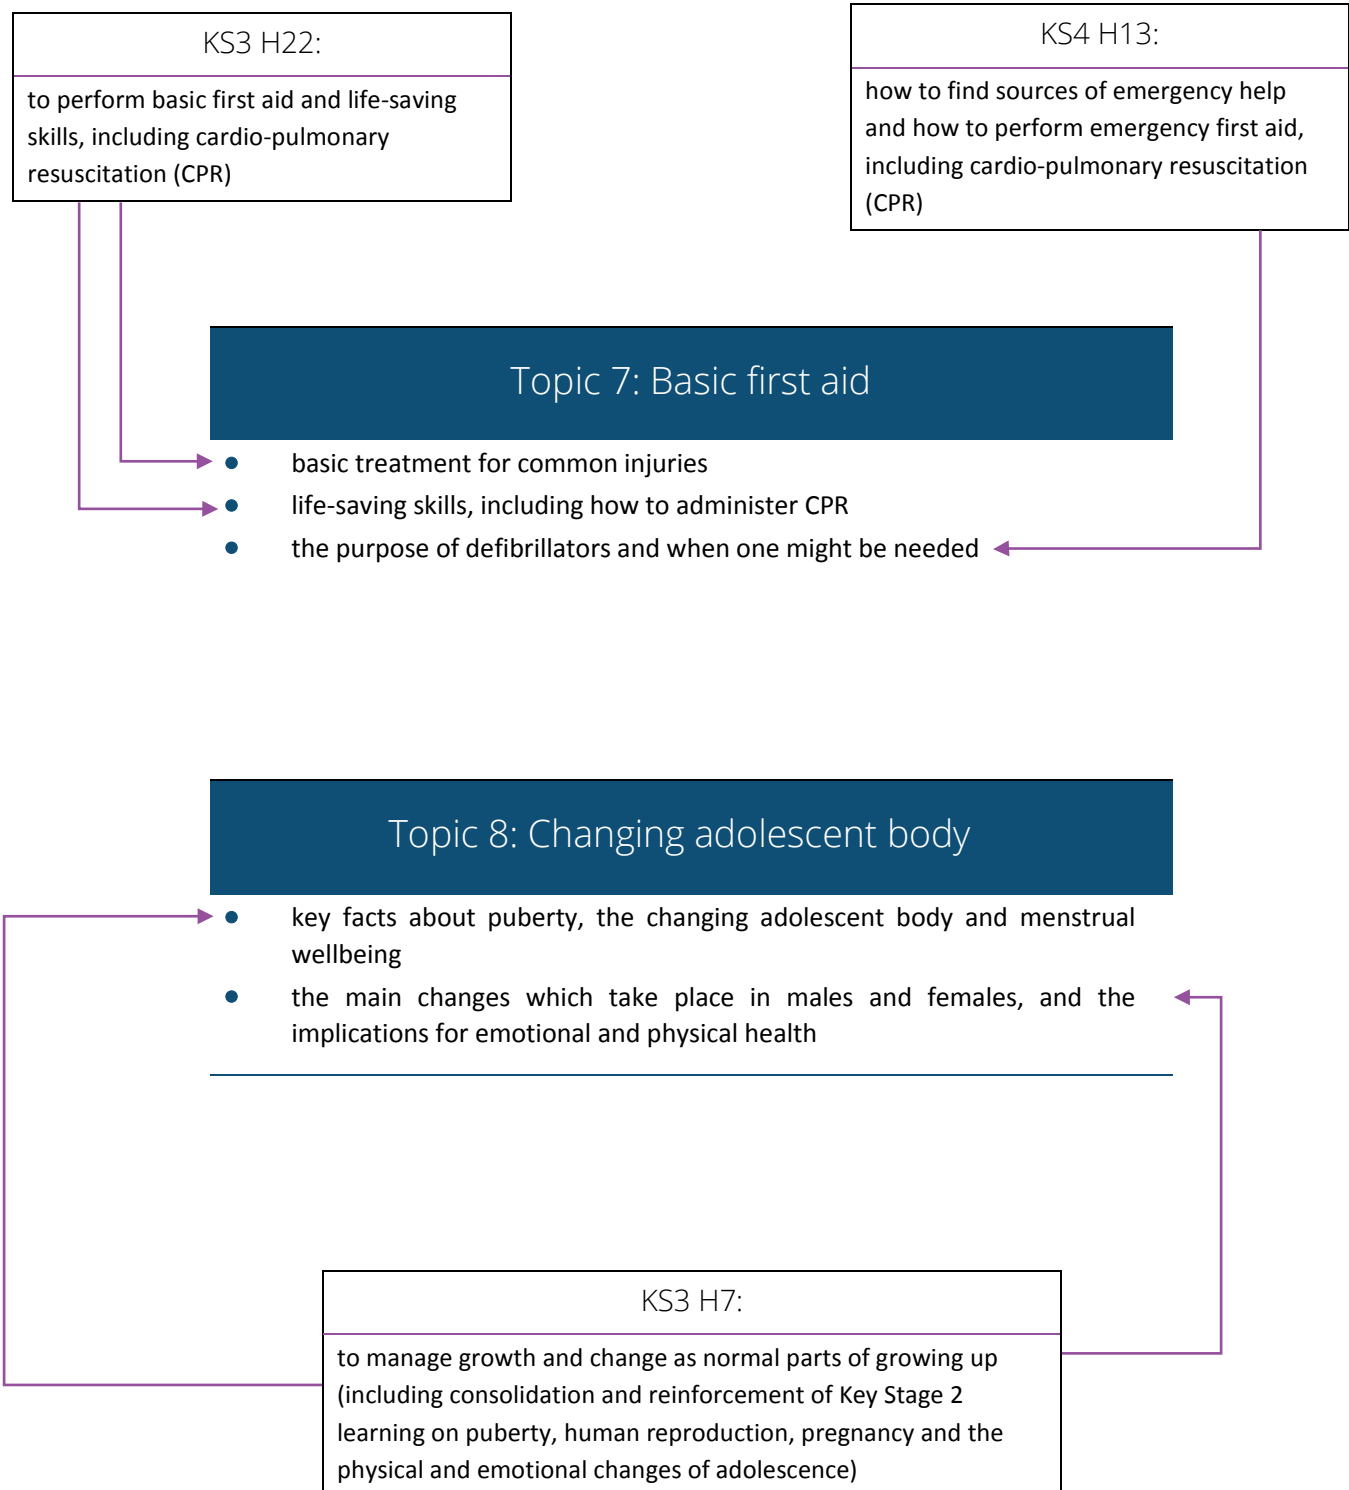 KS3 H22:
to perform basic first aid and life-saving
skills, including cardio-pulmonary
resuscitation (CPR)
KS4 H13:
how to find sources of emergency help
and how to perform emergency first aid,
including cardio-pulmonary resuscitation
(CPR)
Topic 7: Basic first aid
● basic treatment for common injuries
● life-saving skills, including how to administer CPR
● the purpose of defibrillators and when one might be needed
Topic 8: Changing adolescent body
● key facts about puberty, the changing adolescent body and menstrual
wellbeing
● the main changes which take place in males and females, and the
implications for emotional and physical health
KS3 H7:
to manage growth and change as normal parts of growing up
(including consolidation and reinforcement of Key Stage 2
learning on puberty, human reproduction, pregnancy and the
physical and emotional changes of adolescence)